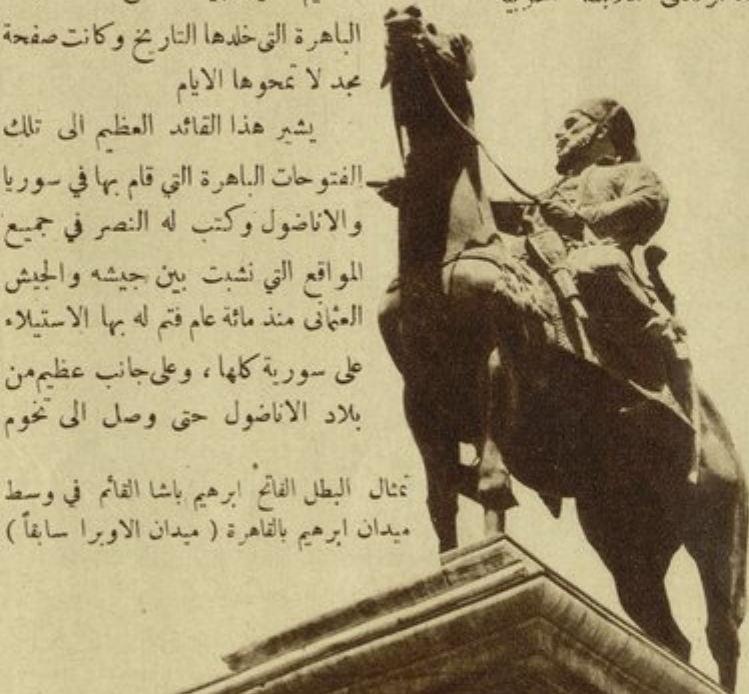 الباهرة التي خلدها التاريخ وكانت صفحة
مجد لا تمحوها الايام
يشير هذا القائد العظيم الى تلك
الفتوحات الباهرة التي قام بها في سوريا
والاناضول وكتب له النصر في جميع
المواقع التي نشبت بين جيشه والجيش
العثمانى منذ مائة عام فتم له بها الاستيلاء
على سورية كلها ، وعلى جانب عظيم من
بلاد الاناضول حتى وصل الى تخوم
تمثال البطل الفاتح ابرهيم باشا القائم في وسط
ميدان ابرهيم بالقاهرة ( ميدان الاوبرا سابقاً )